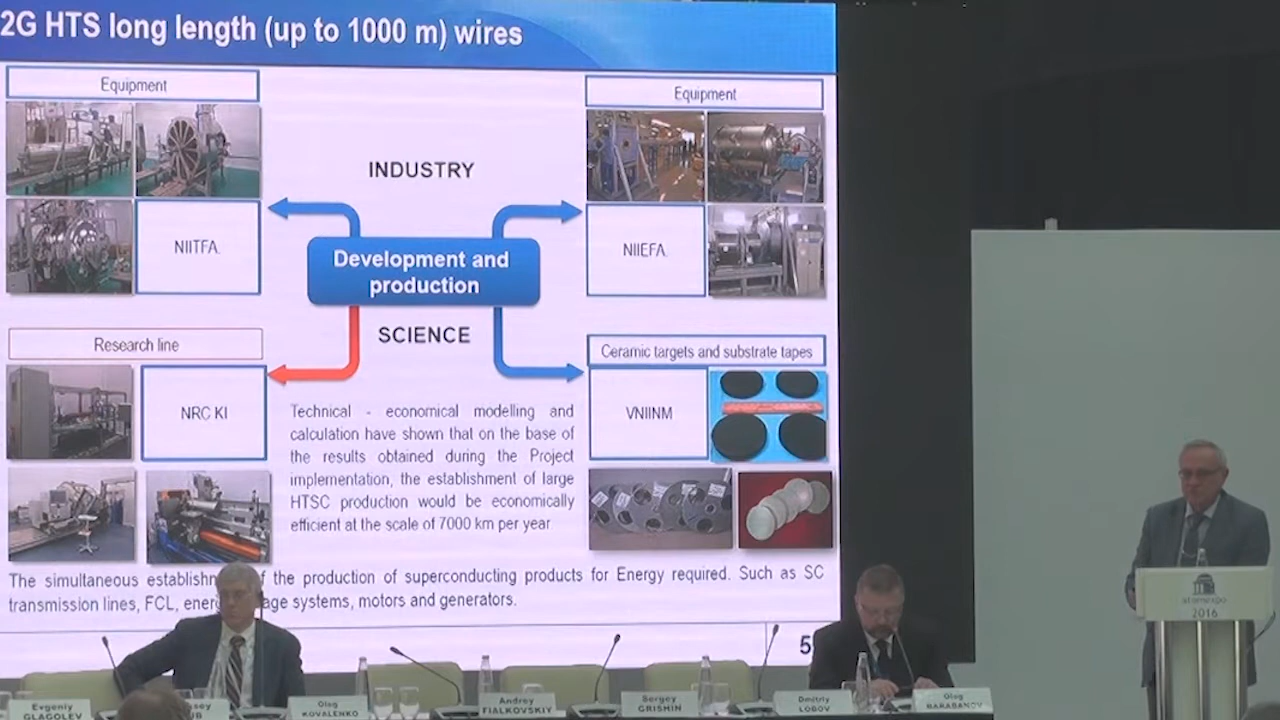 2G HTS long length (up to 1000 m) wires
Equipment
Equipment
INDUSTRY
NIITFA.
NIIEFA.
Development and
production
SCIENCE
Research line
Ceramic targets and substrate tapes
NRC KI
VNIINM
Technical - economical modelling and
calculation have shown that on the base of
the results obtained during the Project
implementation, the establishment of large
HTSC production would be economically
efficient at the scale of 7000 km per year.
The simultaneous of the production of superconducting products for Energy required. Such as SC
transmission lines, FCL, systems, motors and generators.
5
atomexpo
2016
Evgeniy
GLAGOLEV
Oleg
KOVALENKO
Andrey
FIALKOVSKIY
Sergey
GRISHIN
Dmitriy
LOBOV
Oleg
BARABANOV